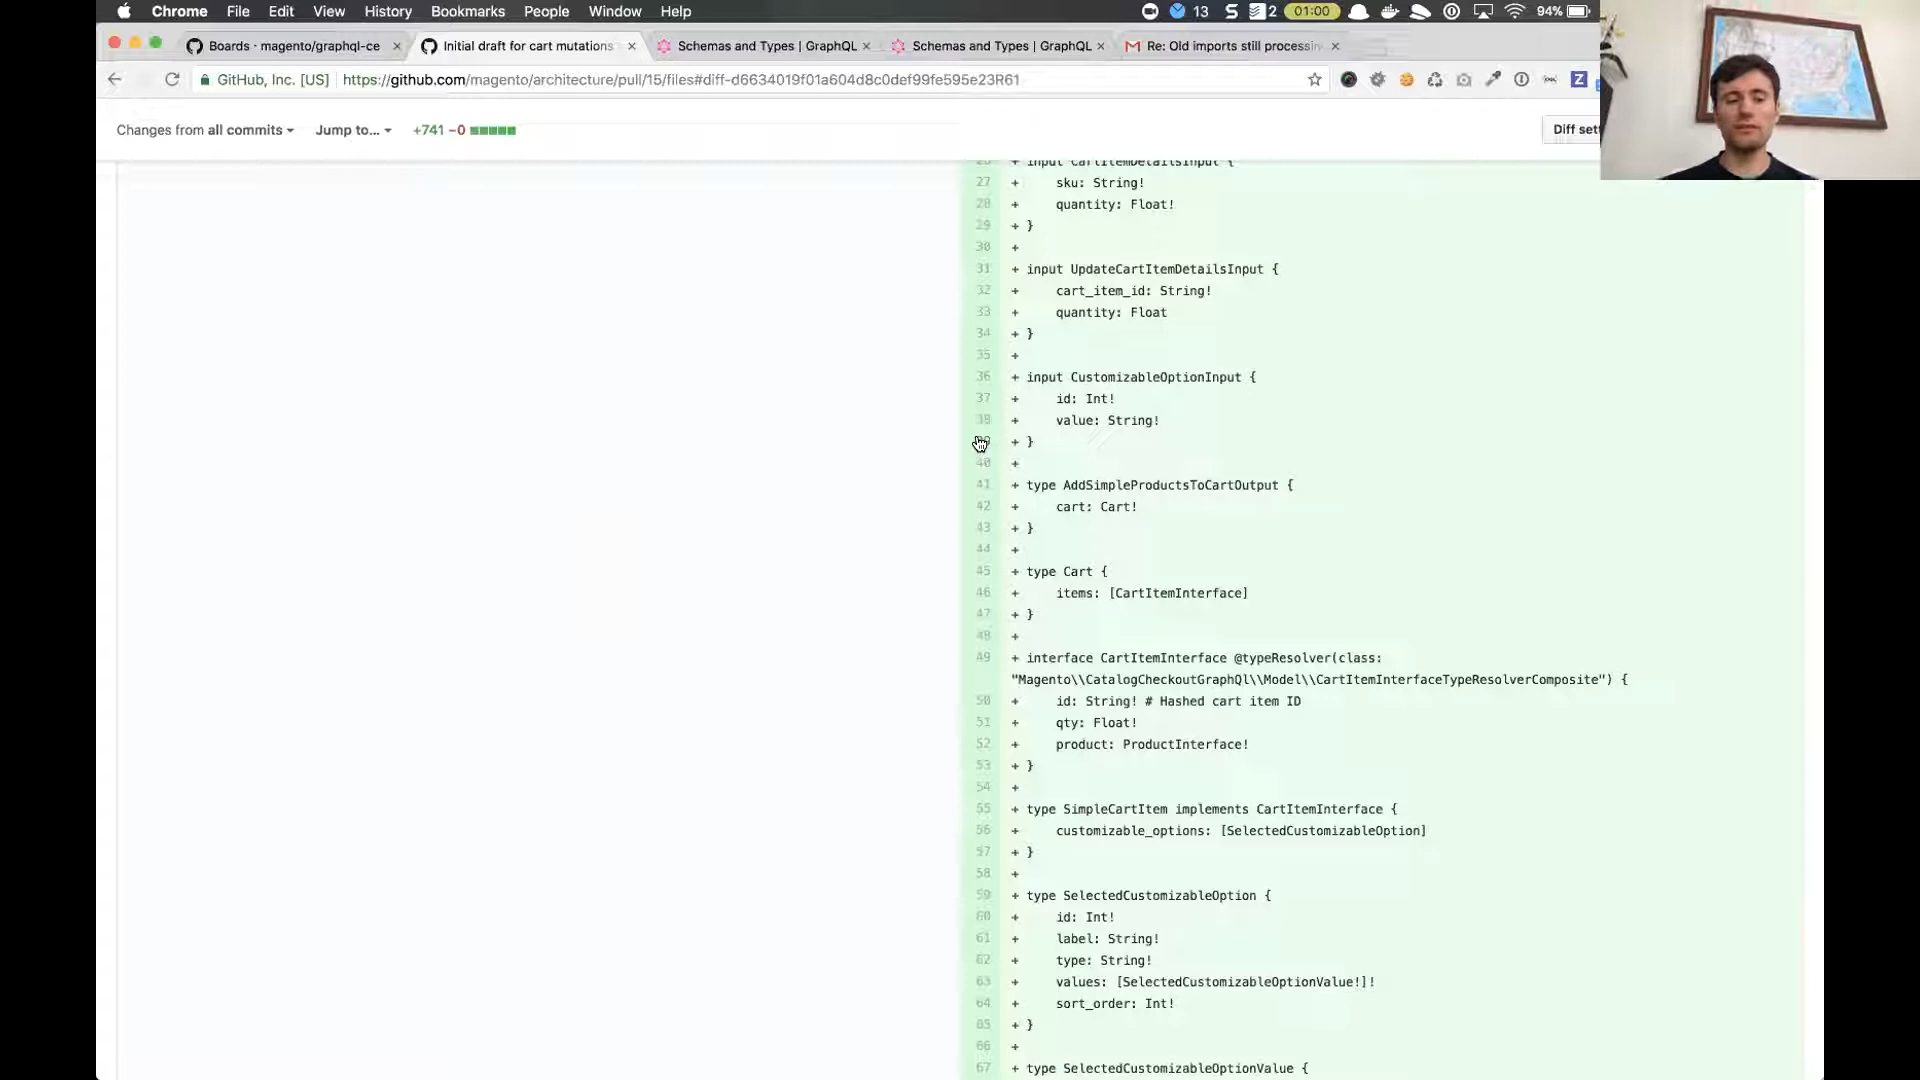 Chrome File Edit View History Bookmarks People Window Help 13 2 01:00 94%
Boards · magento/graphql-ce × Initial draft for cart mutations × Schemas and Types | GraphQL × Schemas and Types | GraphQL × Re: Old imports still processin ×
GitHub, Inc. [US] https://github.com/magento/architecture/pull/15/files#diff-d6634019f01a604d8c0def99fe595e23R61 Z
Changes from all commits Jump to... +741 −0 Diff sett
26 + input CartItemDetailsInput {
27 + sku: String!
28 + quantity: Float!
29 + }
30 +
31 + input UpdateCartItemDetailsInput {
32 + cart_item_id: String!
33 + quantity: Float
34 + }
35 +
36 + input CustomizableOptionInput {
37 + id: Int!
38 + value: String!
+ }
40 +
41 + type AddSimpleProductsToCartOutput {
42 + cart: Cart!
43 + }
44 +
45 + type Cart {
46 + items: [CartItemInterface]
47 + }
48 +
49 + interface CartItemInterface @typeResolver(class:
"Magento\\CatalogCheckoutGraphQl\\Model\\CartItemInterfaceTypeResolverComposite") {
50 + id: String! # Hashed cart item ID
51 + qty: Float!
52 + product: ProductInterface!
53 + }
54 +
55 + type SimpleCartItem implements CartItemInterface {
56 + customizable_options: [SelectedCustomizableOption]
57 + }
58 +
59 + type SelectedCustomizableOption {
60 + id: Int!
61 + label: String!
62 + type: String!
63 + values: [SelectedCustomizableOptionValue!]!
64 + sort_order: Int!
65 + }
66 +
67 + type SelectedCustomizableOptionValue {